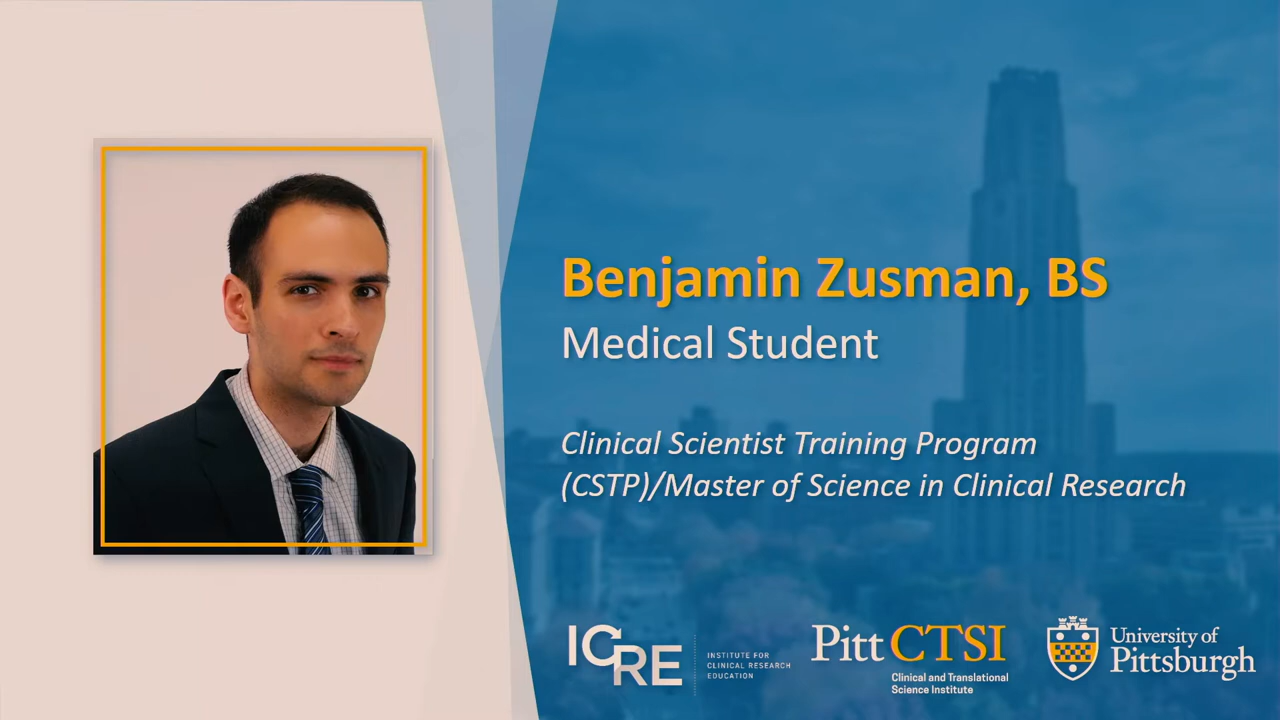 Benjamin Zusman, BS
Medical Student
Clinical Scientist Training Program
(CSTP)/Master of Science in Clinical Research
ICRE
INSTITUTE FOR
CLINICAL RESEARCH
EDUCATION
Pitt CTSI
Clinical and Translational
Science Institute
University of
Pittsburgh